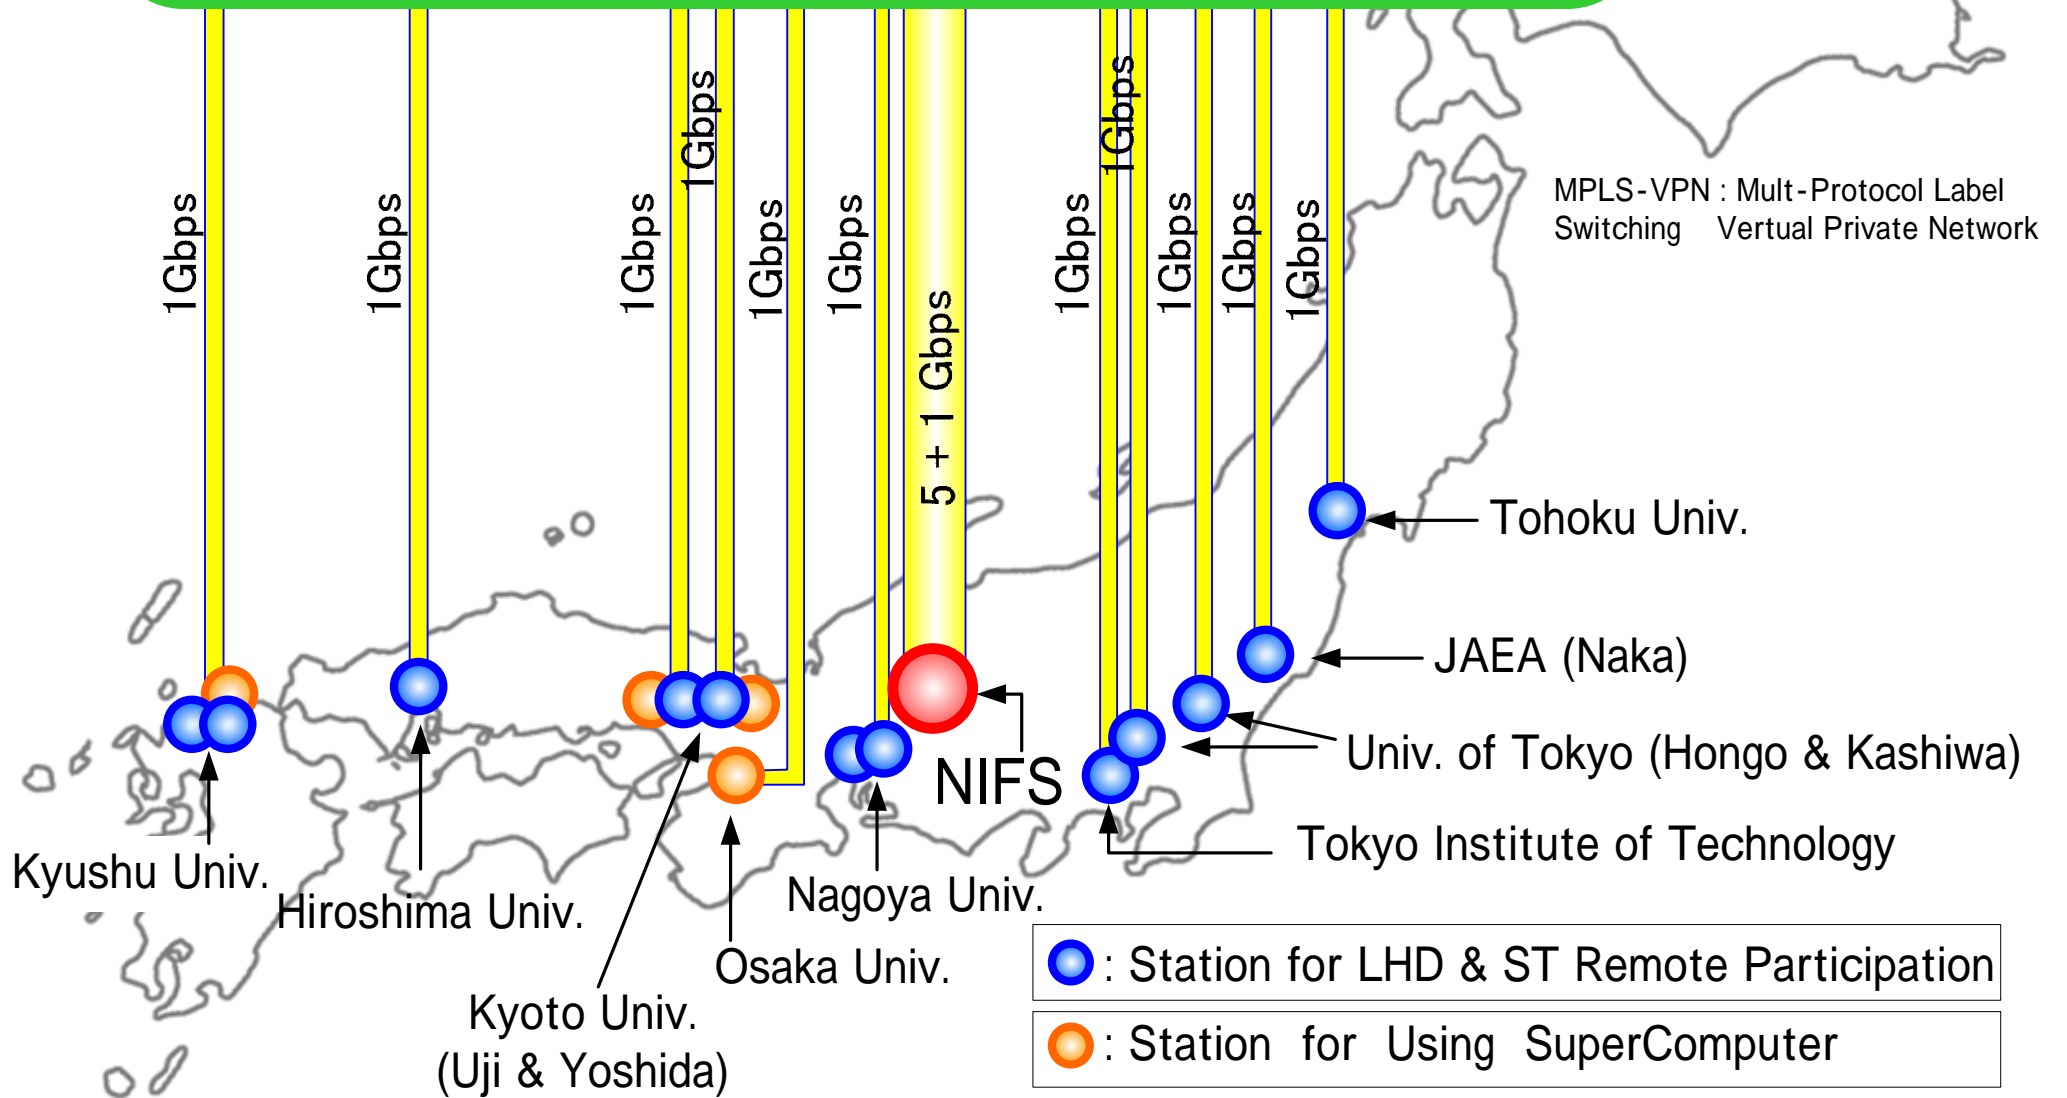 1Gbps
1Gbps
1Gbps
1Gbps
1Gbps
1Gbps
5 + 1 Gbps
1Gbps
1Gbps
1Gbps
1Gbps
1Gbps
MPLS-VPN : Mult-Protocol Label
Switching Vertual Private Network
Tohoku Univ.
JAEA (Naka)
Univ. of Tokyo (Hongo & Kashiwa)
NIFS
Tokyo Institute of Technology
Kyushu Univ.
Hiroshima Univ.
Nagoya Univ.
Osaka Univ.
Kyoto Univ.
(Uji & Yoshida)
: Station for LHD & ST Remote Participation
: Station for Using SuperComputer